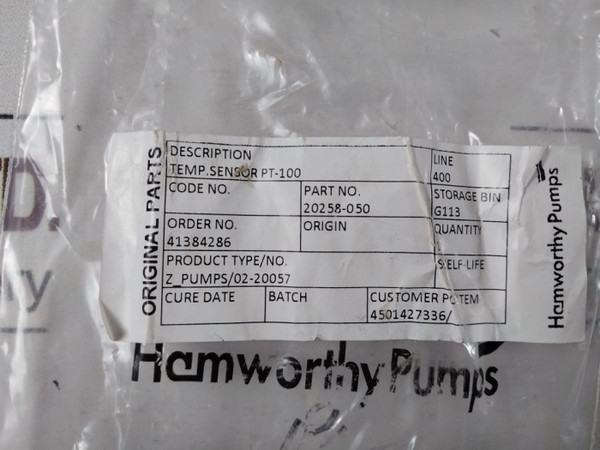 ORIGINAL PARTS
DESCRIPTION
TEMP.SENSOR PT-100
LINE
400
CODE NO.
PART NO.
20258-050
STORAGE BIN
G113
ORDER NO.
41384286
ORIGIN
QUANTITY
PRODUCT TYPE/NO.
Z_PUMPS/02-20057
SELF-LIFE
CURE DATE
BATCH
CUSTOMER PO TEM
4501427336/
Hamworthy Pumps
Hamworthy Pumps
D.